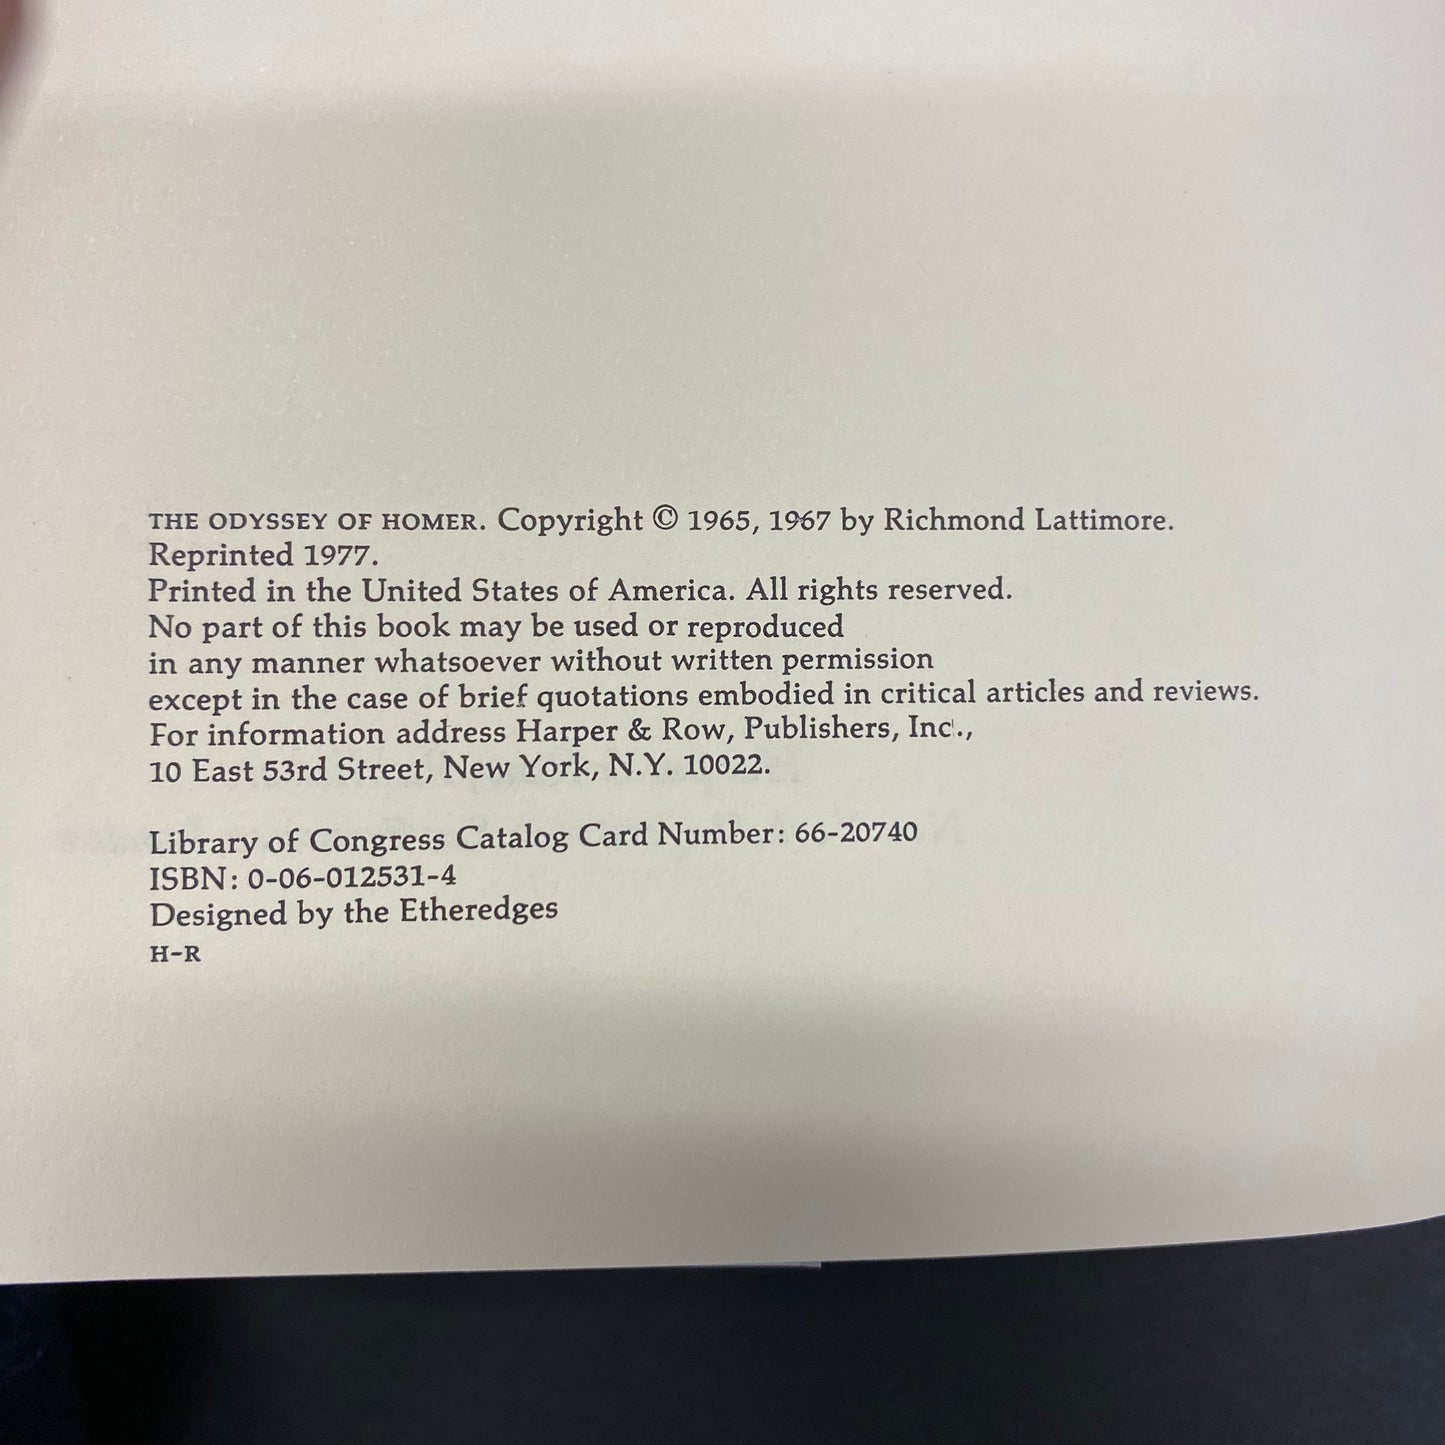 THE ODYSSEY OF HOMER. Copyright © 1965, 1967 by Richmond Lattimore.
Reprinted 1977.
Printed in the United States of America. All rights reserved.
No part of this book may be used or reproduced
in any manner whatsoever without written permission
except in the case of brief quotations embodied in critical articles and reviews.
For information address Harper & Row, Publishers, Inc.,
10 East 53rd Street, New York, N.Y. 10022.
Library of Congress Catalog Card Number: 66-20740
ISBN: 0-06-012531-4
Designed by the Etheredges
H-R